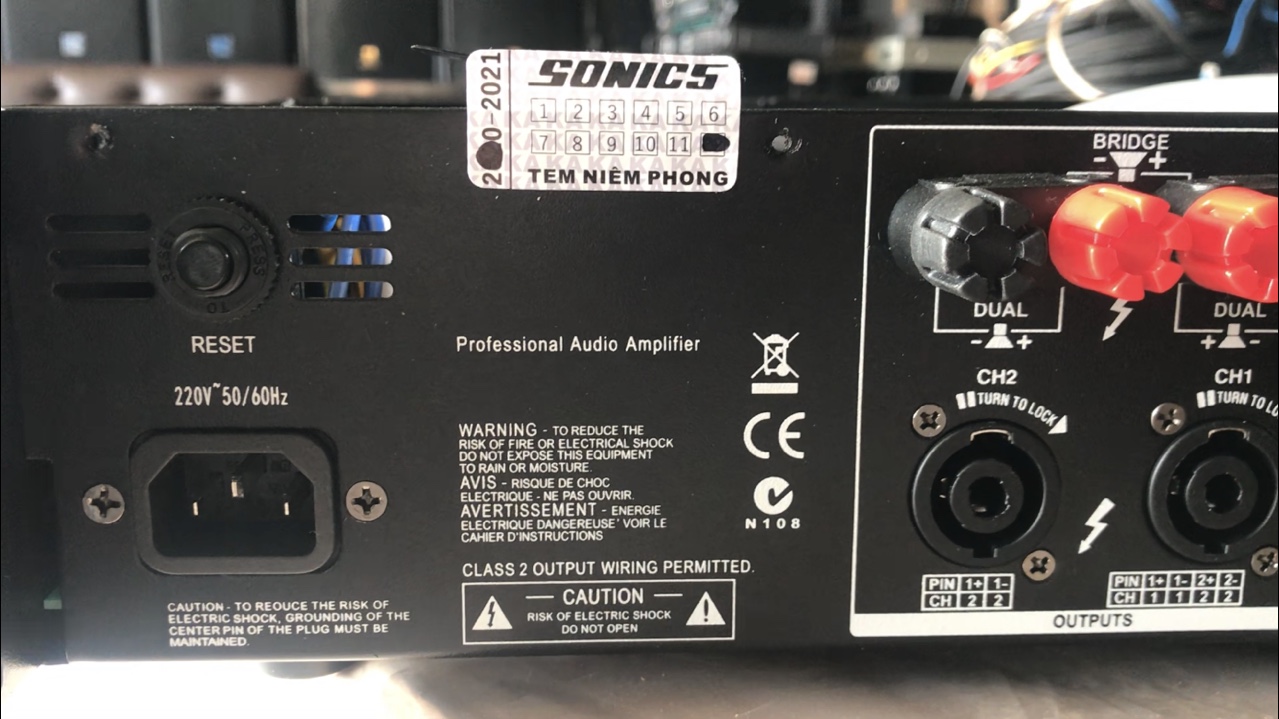 SONICS
2 0-2021
1 2 3 4 5 6
7 8 9 10 11
TEM NIÊM PHONG
PRESS TO RESET
RESET
220V~50/60Hz
CAUTION - TO REOUCE THE RISK OF
ELECTRIC SHOCK, GROUNDING OF THE
CENTER PIN OF THE PLUG MUST BE
MAINTAINED.
Professional Audio Amplifier
WARNING - TO REDUCE THE
RISK OF FIRE OR ELECTRICAL SHOCK
DO NOT EXPOSE THIS EQUIPMENT
TO RAIN OR MOISTURE.
AVIS - RISQUE DE CHOC
ELECTRIQUE - NE PAS OUVRIR.
AVERTISSEMENT - ENERGIE
ELECTRIQUE DANGEREUSE' VOIR LE
CAHIER D'INSTRUCTIONS
CE
N108
CLASS 2 OUTPUT WIRING PERMITTED.
CAUTION
RISK OF ELECTRIC SHOCK
DO NOT OPEN
BRIDGE
- +
DUAL DUAL
- + + -
CH2 CH1
TURN TO LOCK TURN TO
PIN 1+ 1-
CH 2 2
PIN 1+ 1- 2+ 2-
CH 1 1 2 2
OUTPUTS